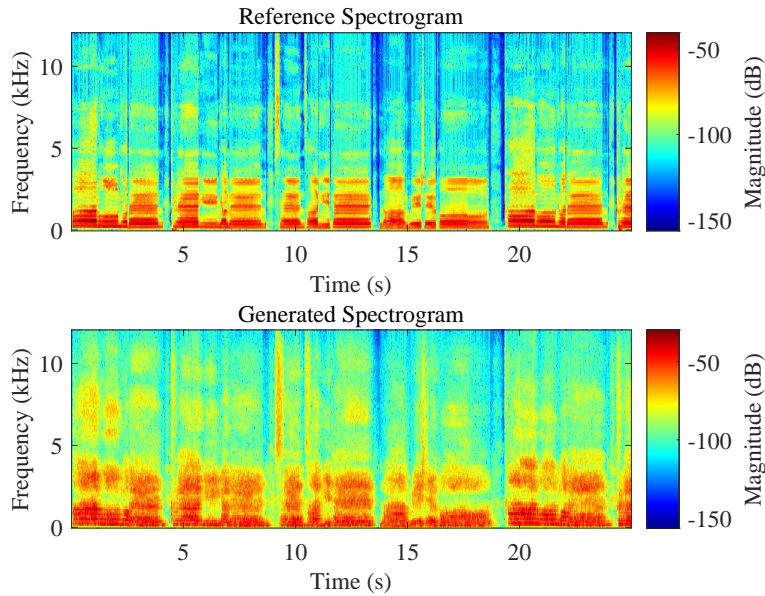 Reference Spectrogram
Frequency (kHz)
10
5
0
5
10
15
20
Time (s)
-50
-100
-150
Magnitude (dB)
Generated Spectrogram
Frequency (kHz)
10
5
0
5
10
15
20
Time (s)
-50
-100
-150
Magnitude (dB)